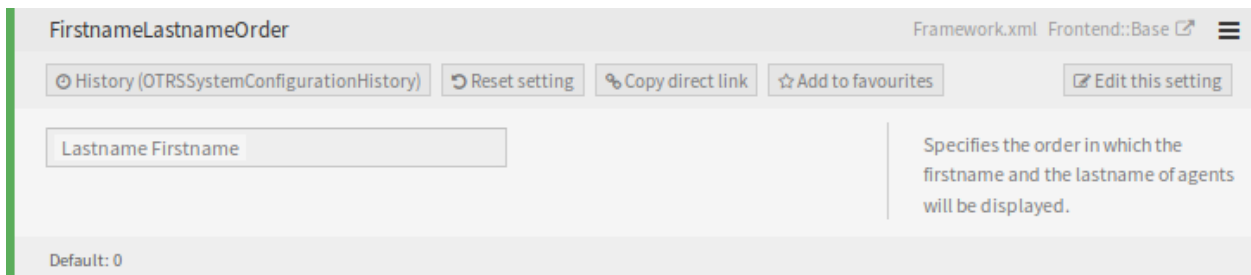 FirstnameLastnameOrder Framework.xml Frontend::Base
History (OTRSSystemConfigurationHistory) Reset setting Copy direct link Add to favourites Edit this setting
Lastname Firstname
Specifies the order in which the
firstname and the lastname of agents
will be displayed.
Default: 0